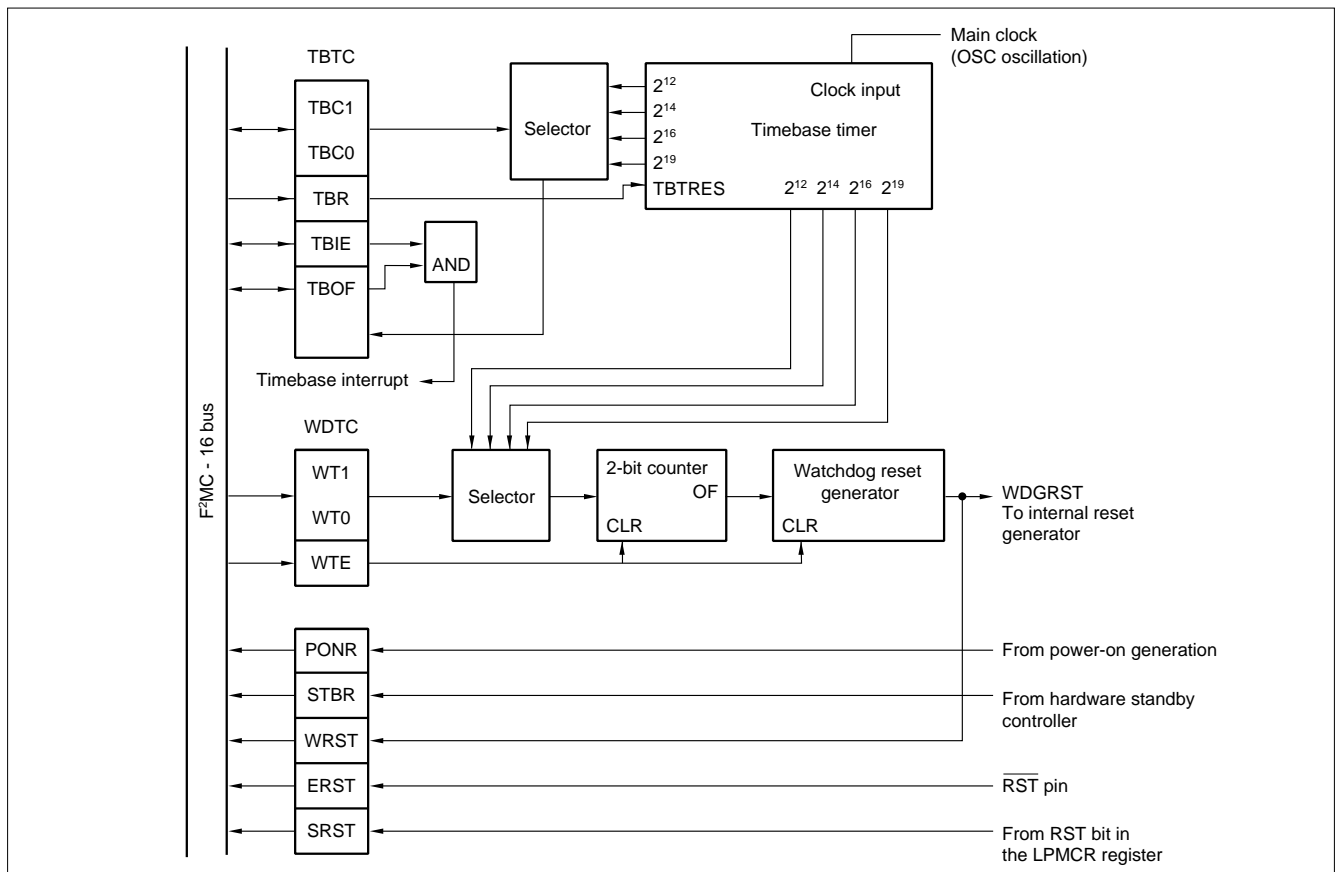 Main clock
(OSC oscillation)
TBTC
TBC1
TBC0
TBR
TBIE
TBOF
Selector
2¹²
2¹⁴
2¹⁶
2¹⁹
TBTRES
Clock input
Timebase timer
2¹² 2¹⁴ 2¹⁶ 2¹⁹
AND
Timebase interrupt
F²MC - 16 bus
WDTC
WT1
WT0
WTE
Selector
2-bit counter
OF
CLR
Watchdog reset
generator
CLR
WDGRST
To internal reset
generator
PONR
From power-on generation
STBR
From hardware standby
controller
WRST
ERST
R̅S̅T̅ pin
SRST
From RST bit in
the LPMCR register